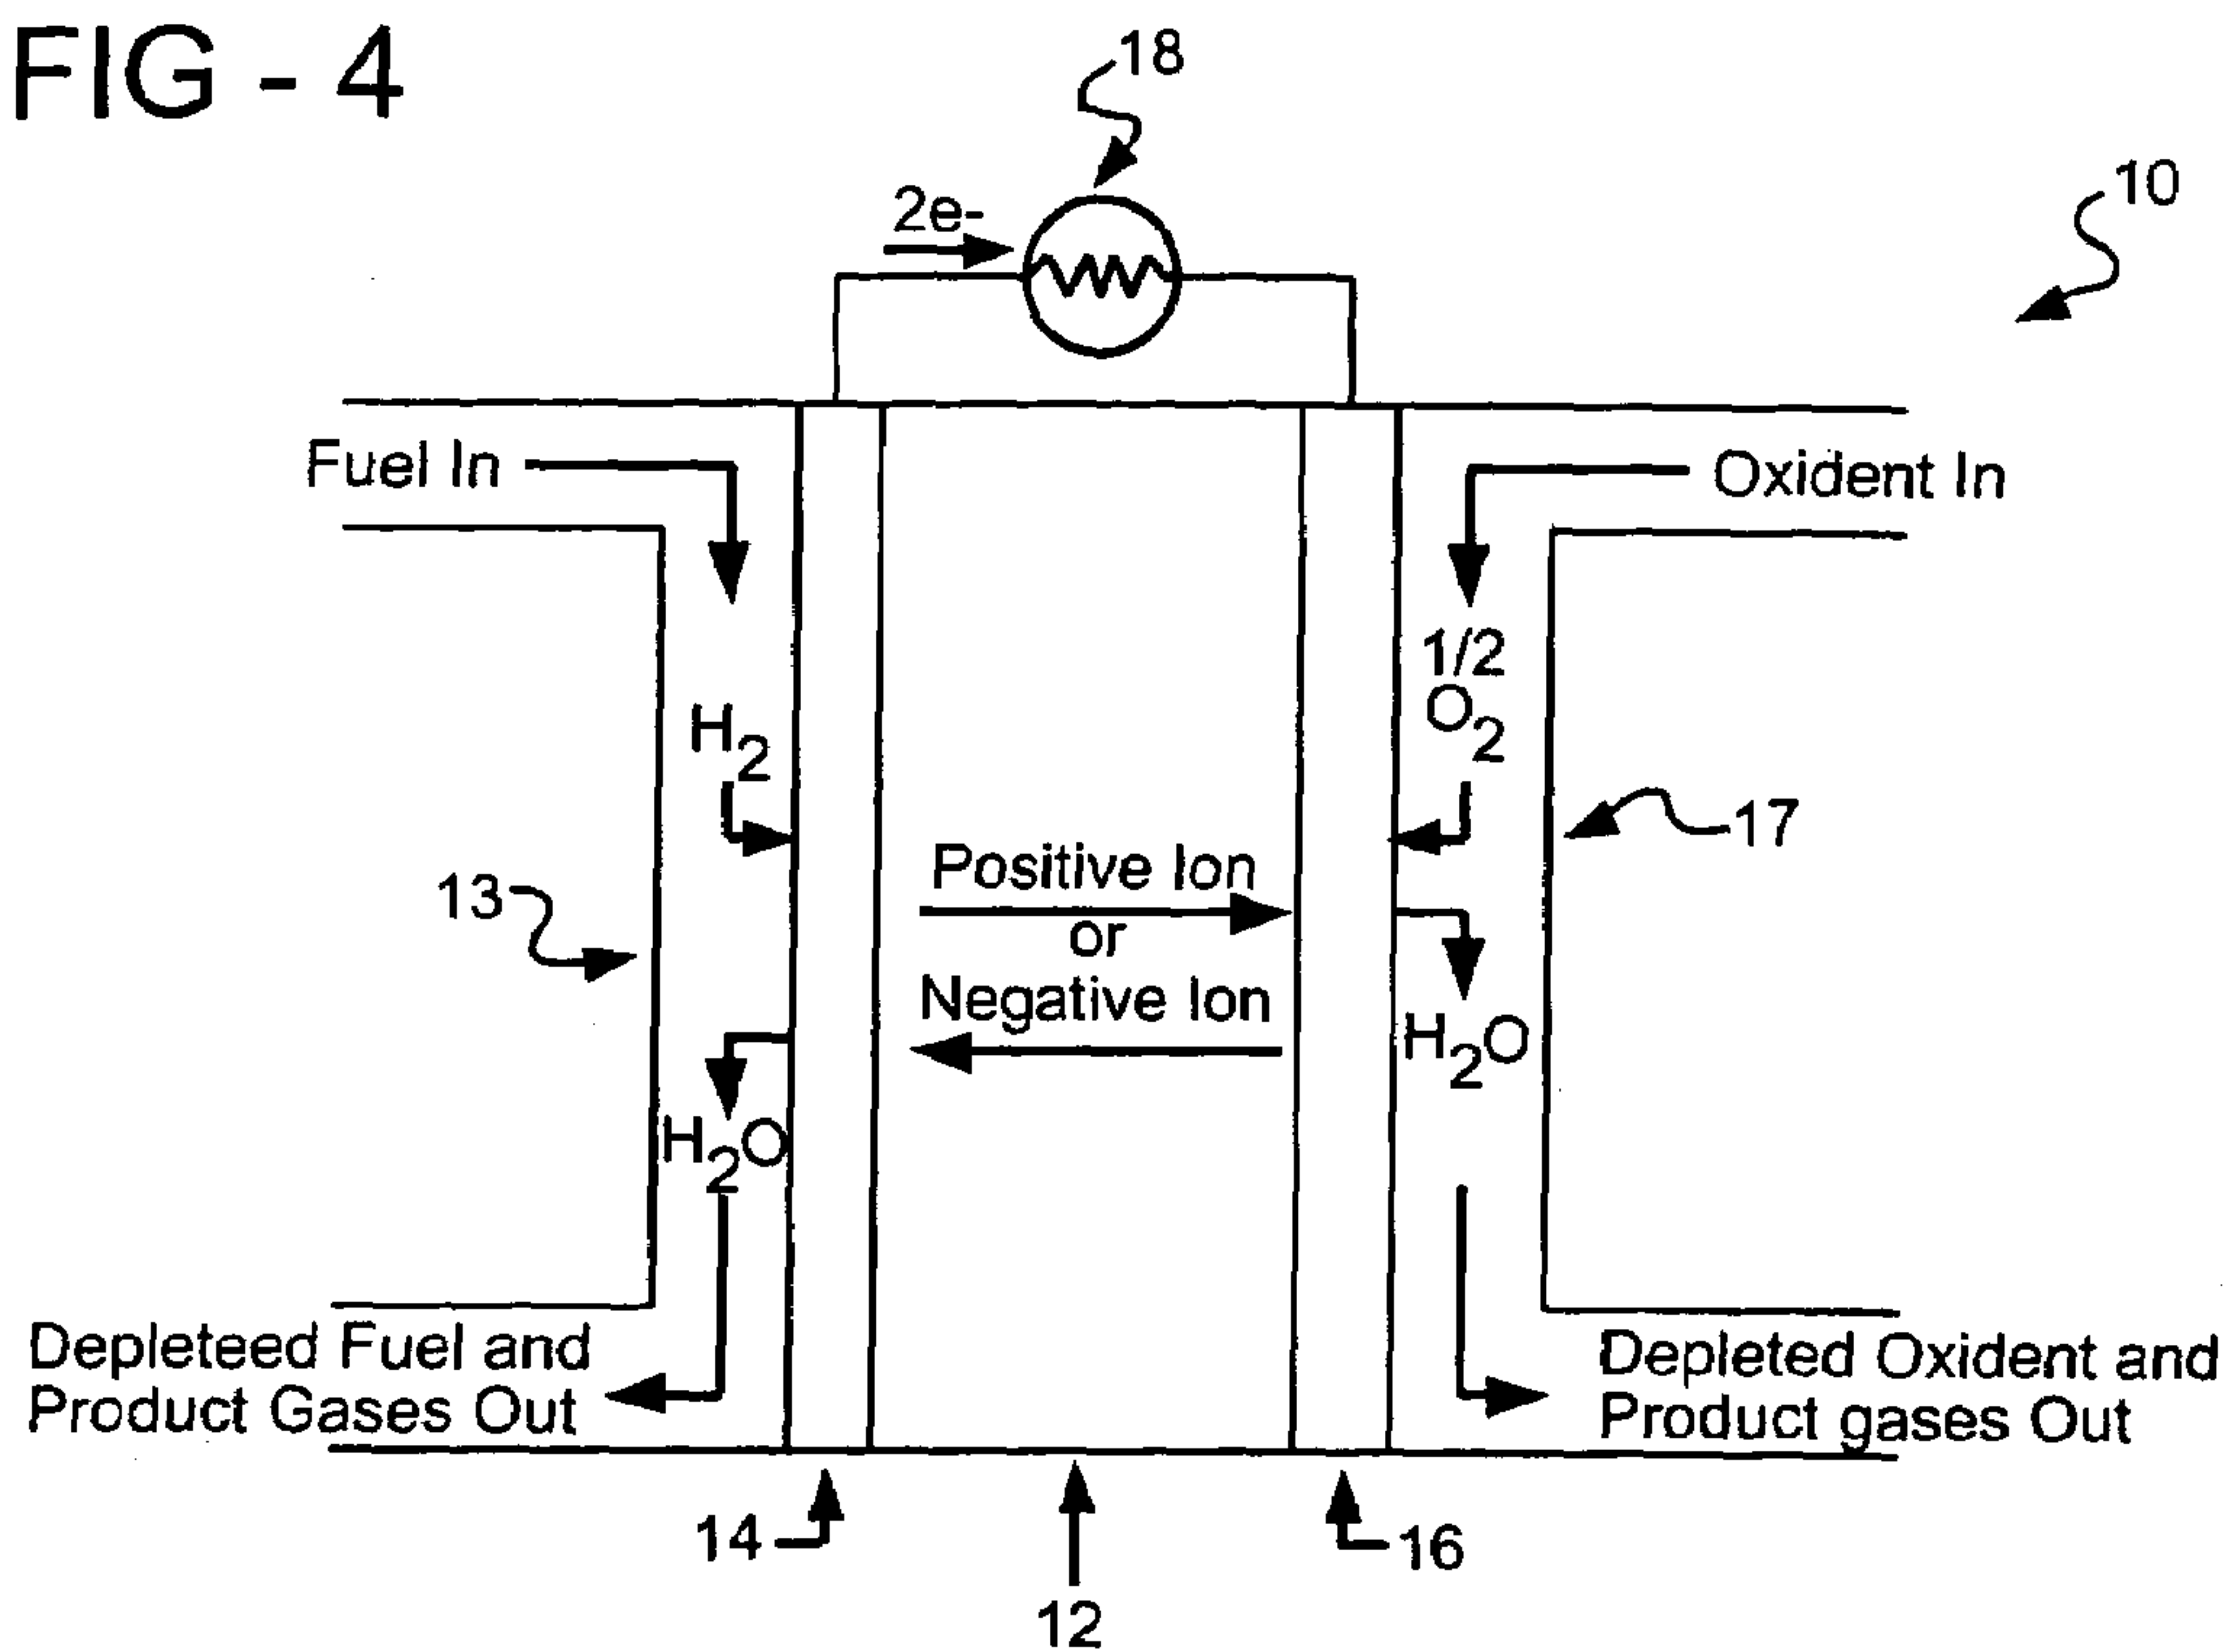 FIG - 4
18
10
2e-
Fuel In
Oxident In
1/2
O2
H2
17
Positive Ion
13
or
Negative Ion
H2O
H2O
Depleteed Fuel and
Product Gases Out
Depleted Oxident and
Product gases Out
14
16
12